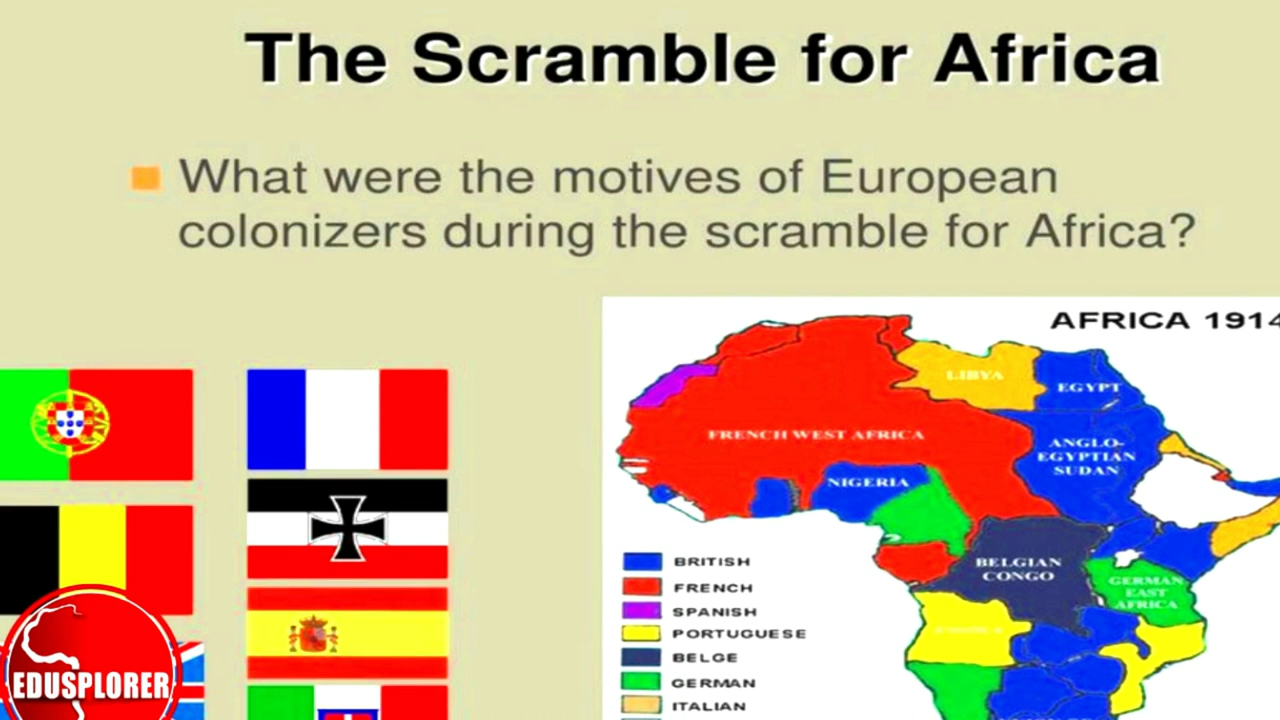 The Scramble for Africa
What were the motives of European
colonizers during the scramble for Africa?
AFRICA 1914
LIBYA
EGYPT
FRENCH WEST AFRICA
ANGLO-
EGYPTIAN
SUDAN
NIGERIA
BELGIAN
CONGO
GERMAN
EAST
AFRICA
BRITISH
FRENCH
SPANISH
PORTUGUESE
BELGE
GERMAN
ITALIAN
EDUSPLORER